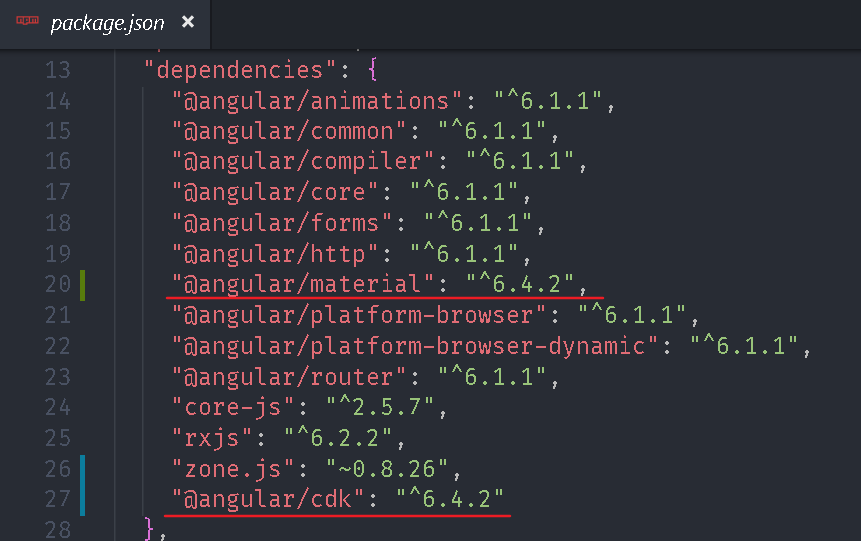 package.json ×
13 "dependencies": {
14 "@angular/animations": "^6.1.1",
15 "@angular/common": "^6.1.1",
16 "@angular/compiler": "^6.1.1",
17 "@angular/core": "^6.1.1",
18 "@angular/forms": "^6.1.1",
19 "@angular/http": "^6.1.1",
20 "@angular/material": "^6.4.2",
21 "@angular/platform-browser": "^6.1.1",
22 "@angular/platform-browser-dynamic": "^6.1.1",
23 "@angular/router": "^6.1.1",
24 "core-js": "^2.5.7",
25 "rxjs": "^6.2.2",
26 "zone.js": "~0.8.26",
27 "@angular/cdk": "^6.4.2"
28 },